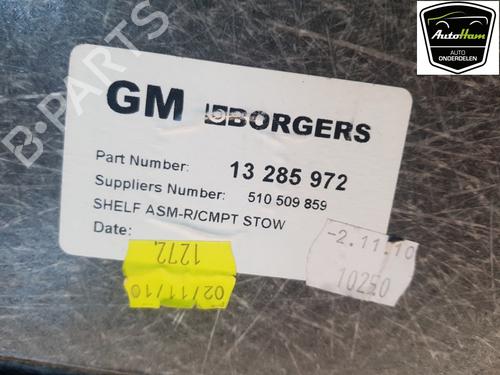 GM BORGERS
Part Number: 13 285 972
Suppliers Number: 510 509 859
SHELF ASM-R/CMPT STOW
Date:
1272
02/11/10
-2.11.10
10250
B-PARTS
AutoHam
AUTO
ONDERDELEN